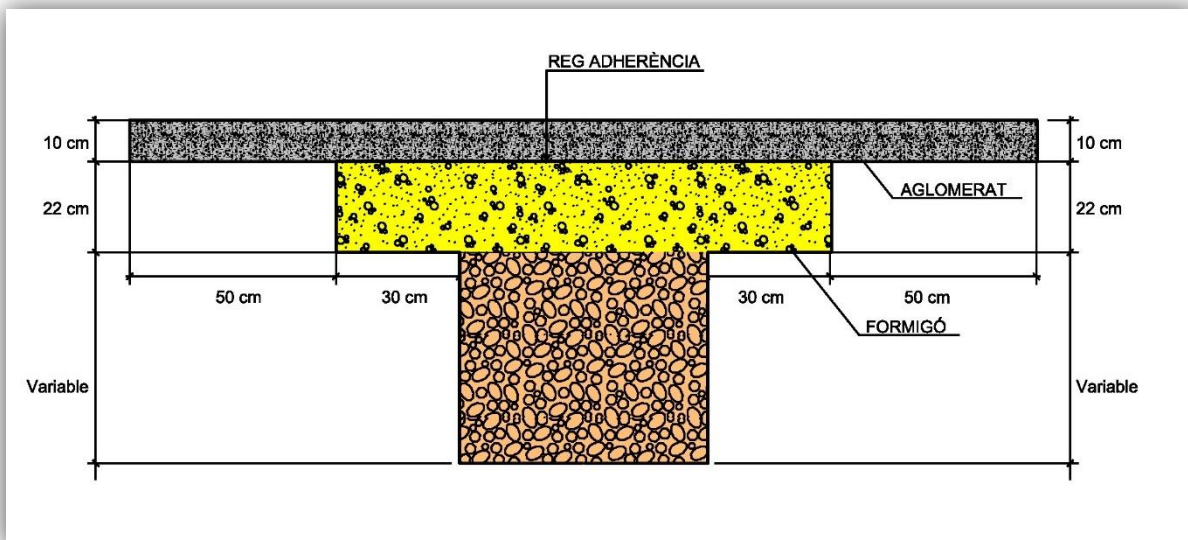 REG ADHERÈNCIA
10 cm
10 cm
AGLOMERAT
22 cm
22 cm
50 cm
30 cm
30 cm
50 cm
FORMIGÓ
Variable
Variable